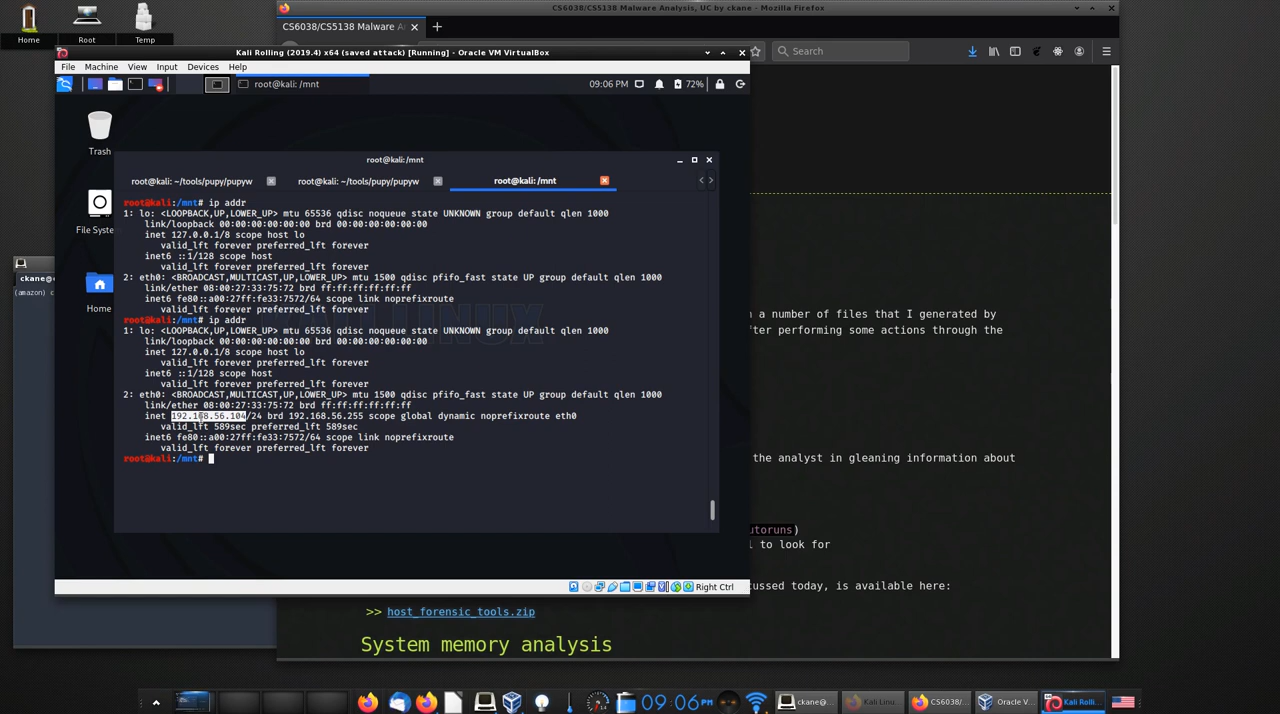 CS6038/CS5138 Malware Analysis, UC by ckane - Mozilla Firefox
Home
Root
Temp
CS6038/CS5138 Malware A
Search
Kali Rolling (2019.4) x64 (saved attack) [Running] - Oracle VM VirtualBox
File Machine View Input Devices Help
root@kali: /mnt
09:06 PM
72%
Trash
File System
Home
root@kali: /mnt
root@kali: ~/tools/pupy/pupyw
root@kali: ~/tools/pupy/pupyw
root@kali: /mnt
root@kali:/mnt# ip addr
1: lo: <LOOPBACK,UP,LOWER_UP> mtu 65536 qdisc noqueue state UNKNOWN group default qlen 1000
link/loopback 00:00:00:00:00:00 brd 00:00:00:00:00:00
inet 127.0.0.1/8 scope host lo
valid_lft forever preferred_lft forever
inet6 ::1/128 scope host
valid_lft forever preferred_lft forever
2: eth0: <BROADCAST,MULTICAST,UP,LOWER_UP> mtu 1500 qdisc pfifo_fast state UP group default qlen 1000
link/ether 08:00:27:33:75:72 brd ff:ff:ff:ff:ff:ff
inet6 fe80::a00:27ff:fe33:7572/64 scope link noprefixroute
valid_lft forever preferred_lft forever
root@kali:/mnt# ip addr
1: lo: <LOOPBACK,UP,LOWER_UP> mtu 65536 qdisc noqueue state UNKNOWN group default qlen 1000
link/loopback 00:00:00:00:00:00 brd 00:00:00:00:00:00
inet 127.0.0.1/8 scope host lo
valid_lft forever preferred_lft forever
inet6 ::1/128 scope host
valid_lft forever preferred_lft forever
2: eth0: <BROADCAST,MULTICAST,UP,LOWER_UP> mtu 1500 qdisc pfifo_fast state UP group default qlen 1000
link/ether 08:00:27:33:75:72 brd ff:ff:ff:ff:ff:ff
inet 192.168.56.104/24 brd 192.168.56.255 scope global dynamic noprefixroute eth0
valid_lft 589sec preferred_lft 589sec
inet6 fe80::a00:27ff:fe33:7572/64 scope link noprefixroute
valid_lft forever preferred_lft forever
root@kali:/mnt#
Right Ctrl
ckane@
(amazon) c
n a number of files that I generated by
fter performing some actions through the
the analyst in gleaning information about
utoruns)
l to look for
cussed today, is available here:
>> host_forensic_tools.zip
System memory analysis
09:06 PM
ckane@...
Kali Linu...
CS6038/...
Oracle V...
Kali Rolli...